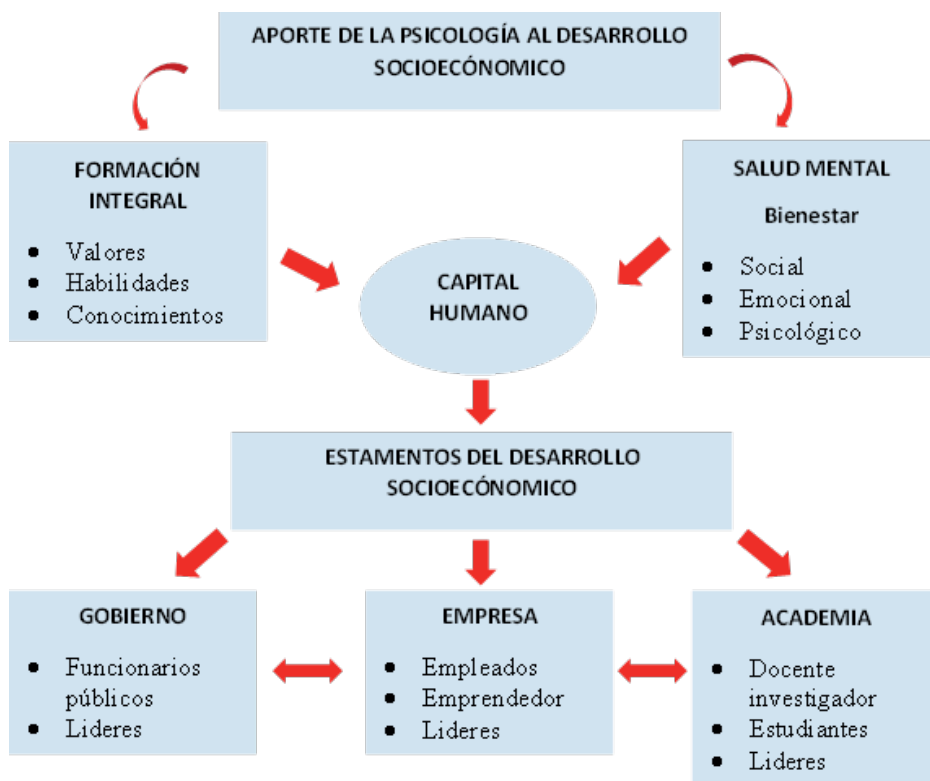 APORTE DE LA PSICOLOGÍA AL DESARROLLO
SOCIOECÓNOMICO
FORMACIÓN
INTEGRAL
• Valores
• Habilidades
• Conocimientos
SALUD MENTAL
Bienestar
• Social
• Emocional
• Psicológico
CAPITAL
HUMANO
ESTAMENTOS DEL DESARROLLO
SOCIOECÓNOMICO
GOBIERNO
• Funcionarios
públicos
• Lideres
EMPRESA
• Empleados
• Emprendedor
• Lideres
ACADEMIA
• Docente
investigador
• Estudiantes
• Lideres